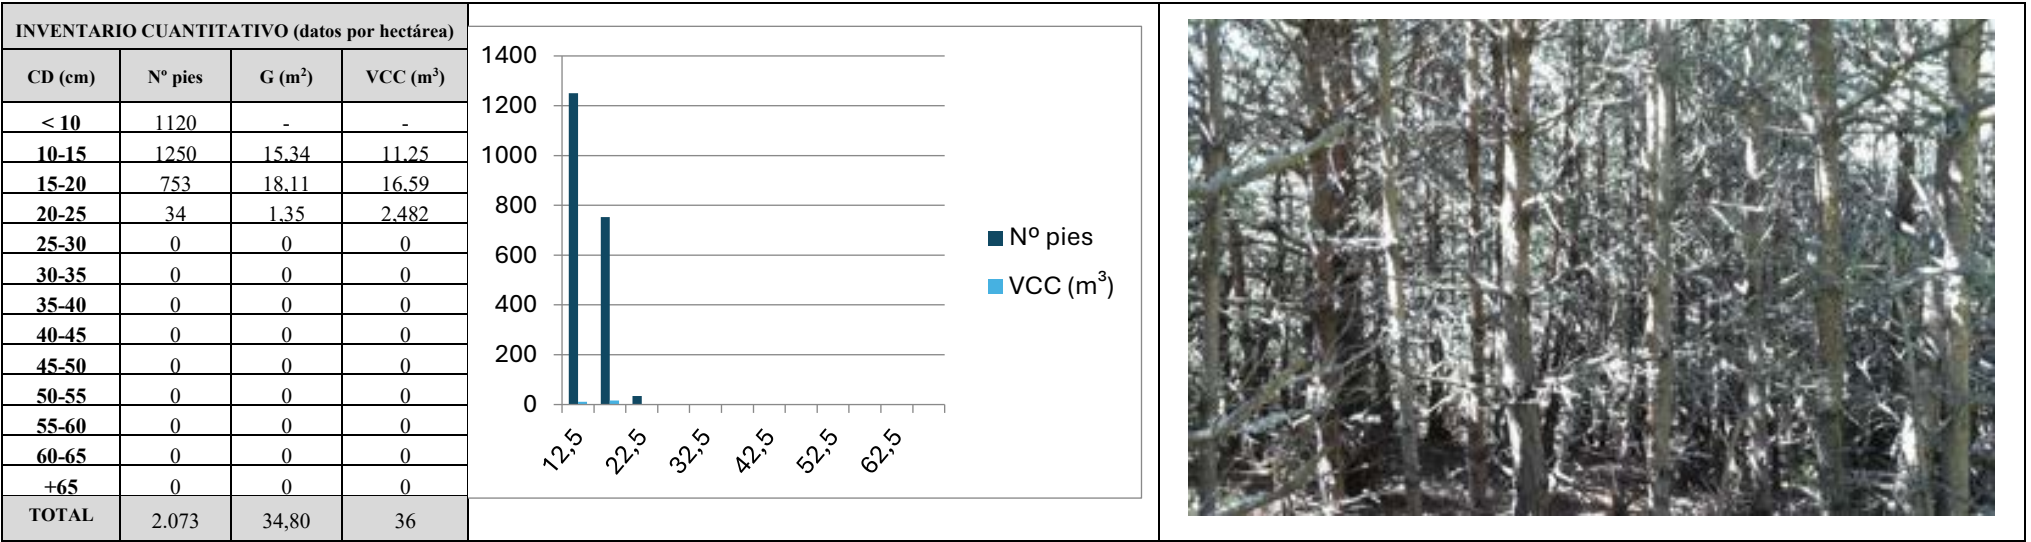 INVENTARIO CUANTITATIVO (datos por hectárea)
CD (cm) Nº pies G (m²) VCC (m³)
< 10 1120 - -
10-15 1250 15,34 11,25
15-20 753 18,11 16,59
20-25 34 1,35 2,482
25-30 0 0 0
30-35 0 0 0
35-40 0 0 0
40-45 0 0 0
45-50 0 0 0
50-55 0 0 0
55-60 0 0 0
60-65 0 0 0
+65 0 0 0
TOTAL 2.073 34,80 36
1400
1200
1000
800
600
400
200
0
12,5 22,5 32,5 42,5 52,5 62,5
Nº pies
VCC (m³)